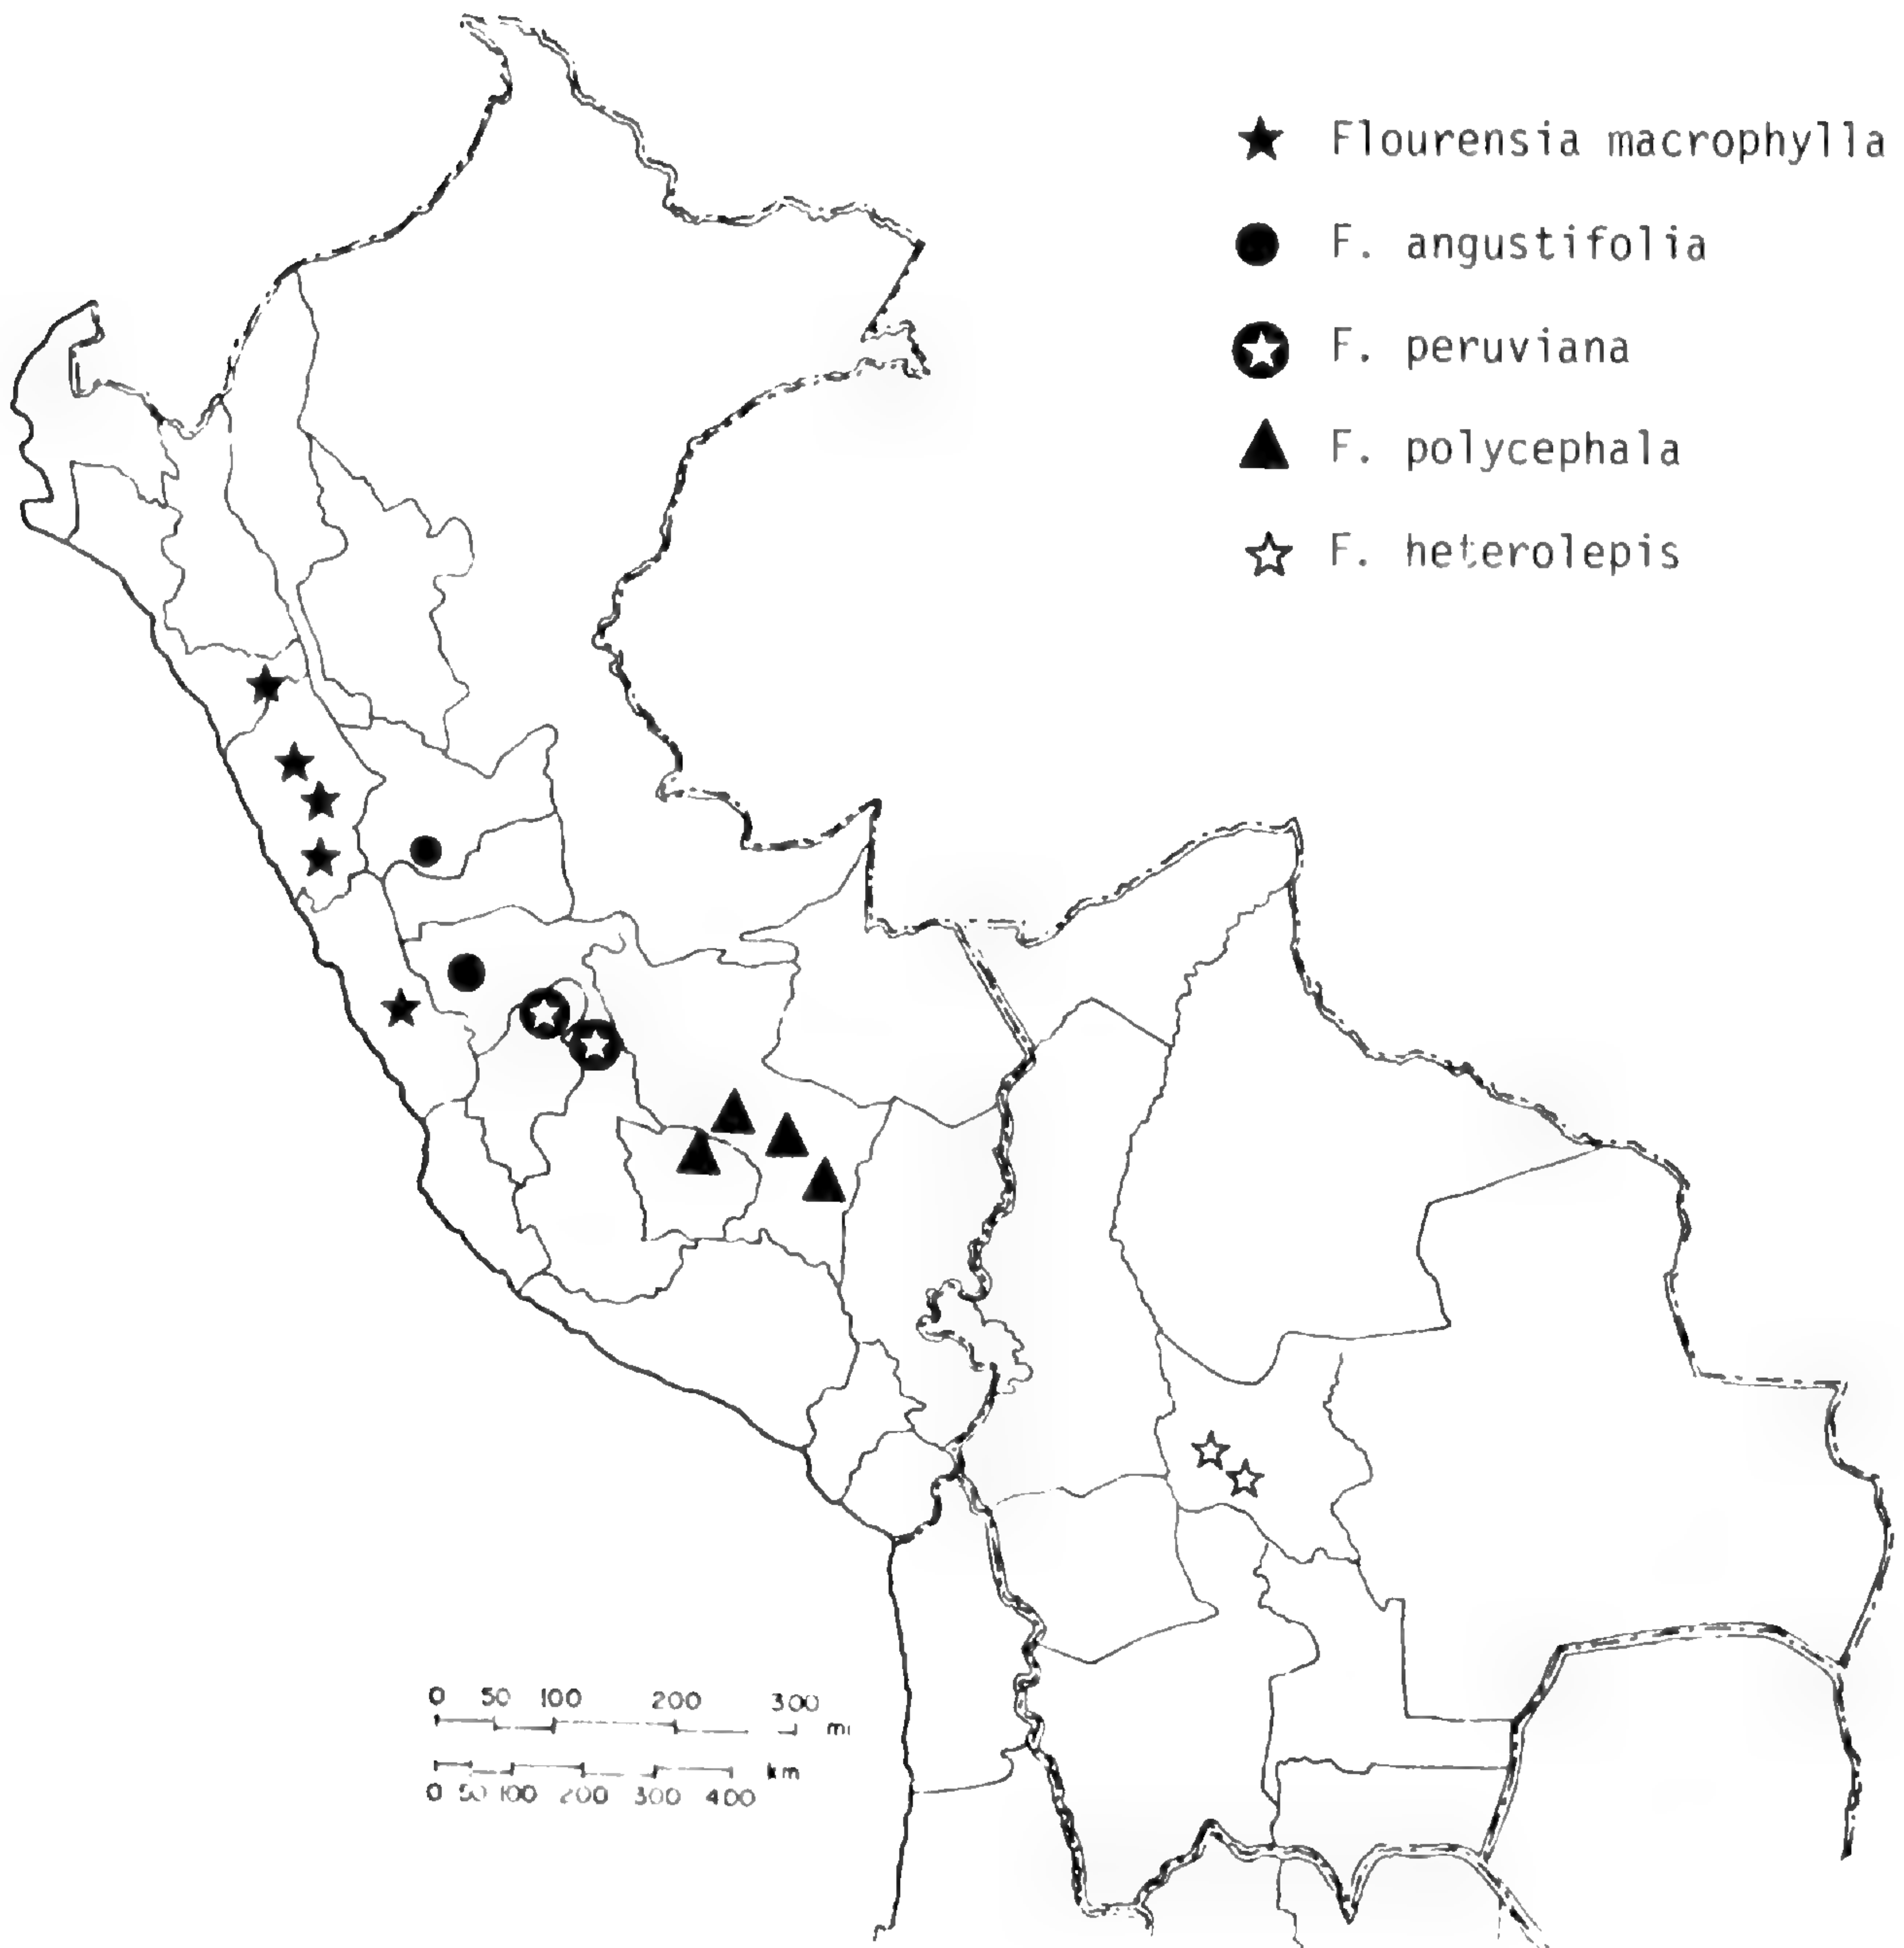 Flourensia macrophylla
F. angustifolia
F. peruviana
F. polycephala
F. heterolepis
0 50 100 200 300
mi
km
0 50 100 200 300 400